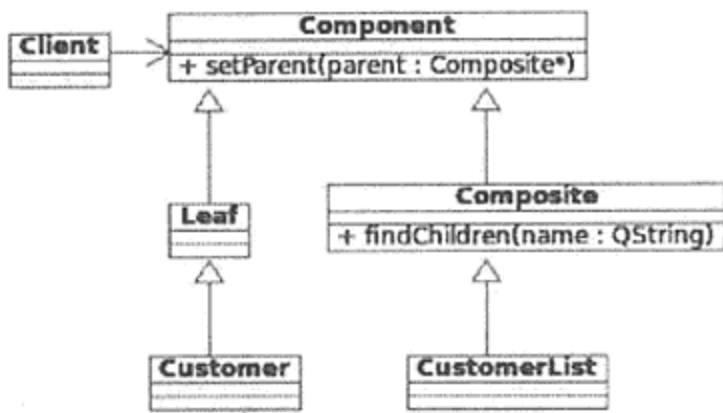 Component
Client
+ setParent(parent : Composite*)
Leaf
Composite
+ findChildren(name : QString)
Customer
CustomerList